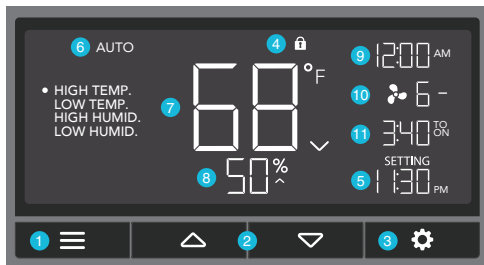 6 AUTO
4
9 12:00 AM
HIGH TEMP.
LOW TEMP.
HIGH HUMID.
LOW HUMID.
7 68°F
10 6 -
11 3:40 TO ON
8 50%
SETTING
5 11:30 PM
1 2 3